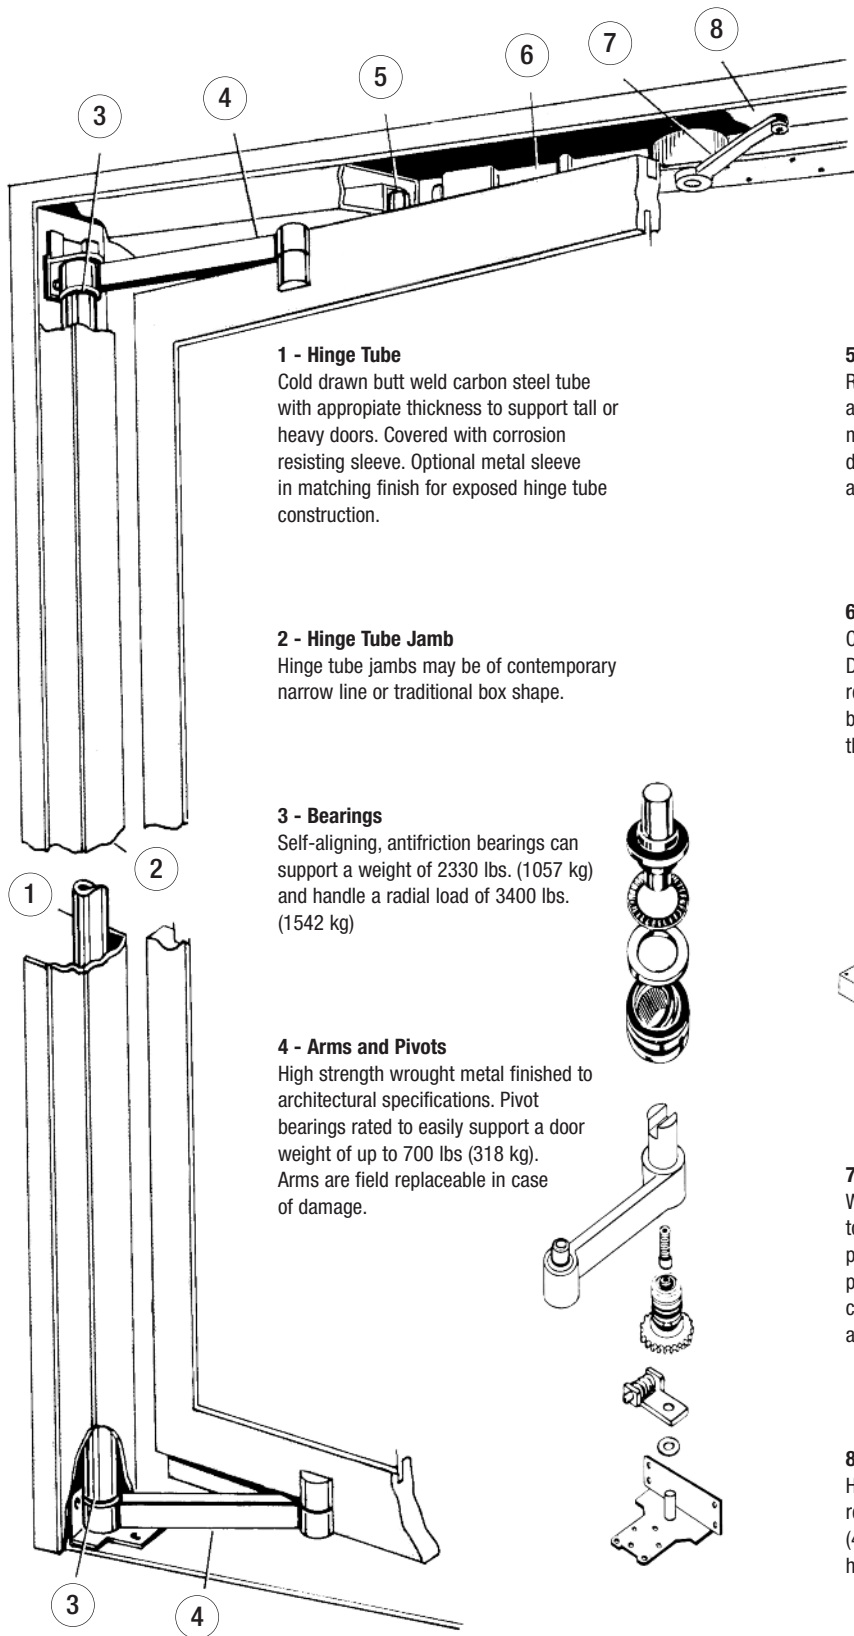 8
7
6
5
4
3
1 - Hinge Tube
Cold drawn butt weld carbon steel tube
with appropiate thickness to support tall or
heavy doors. Covered with corrosion
resisting sleeve. Optional metal sleeve
in matching finish for exposed hinge tube
construction.
2 - Hinge Tube Jamb
Hinge tube jambs may be of contemporary
narrow line or traditional box shape.
3 - Bearings
Self-aligning, antifriction bearings can
support a weight of 2330 lbs. (1057 kg)
and handle a radial load of 3400 lbs.
(1542 kg)
2
1
4 - Arms and Pivots
High strength wrought metal finished to
architectural specifications. Pivot
bearings rated to easily support a door
weight of up to 700 lbs (318 kg).
Arms are field replaceable in case
of damage.
3
4
5
6
7
8
(4